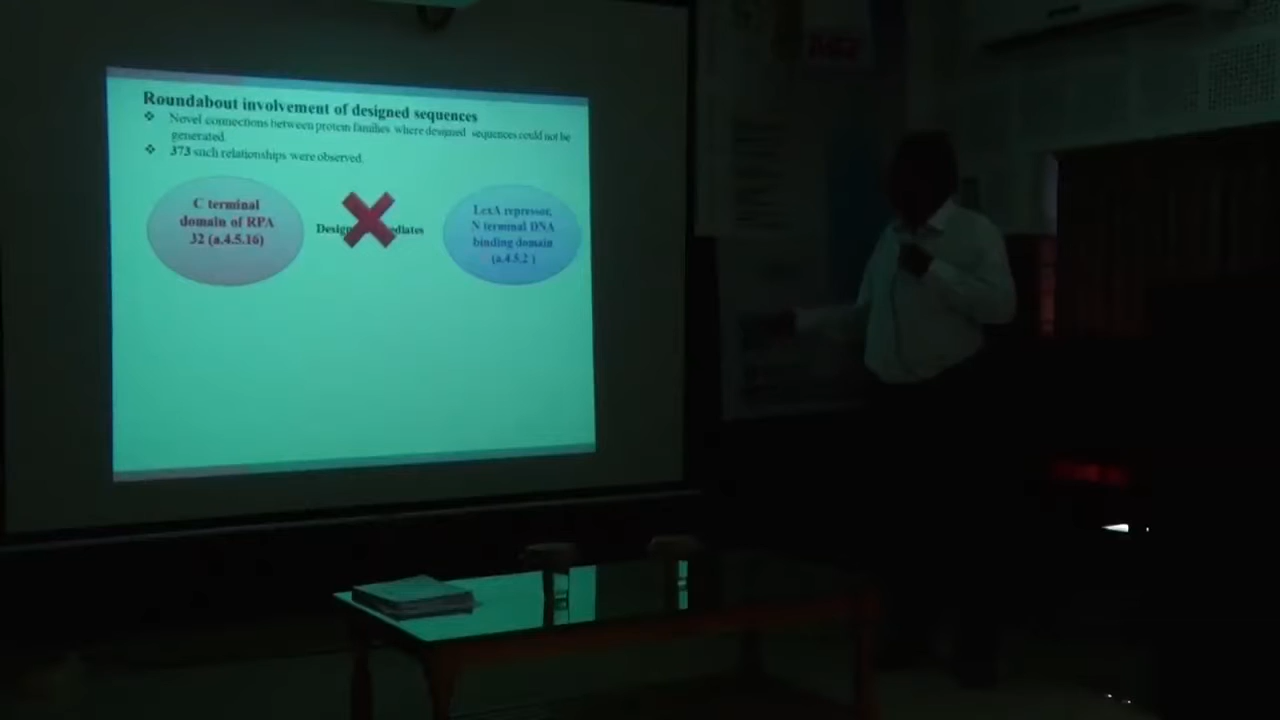 Roundabout involvement of designed sequences
❖ Novel connections between protein families where designed sequences could not be
generated.
❖ 373 such relationships were observed.
C terminal
domain of RPA
32 (a.4.5.16)
LexA repressor,
N terminal DNA
binding domain
(a.4.5.2 )